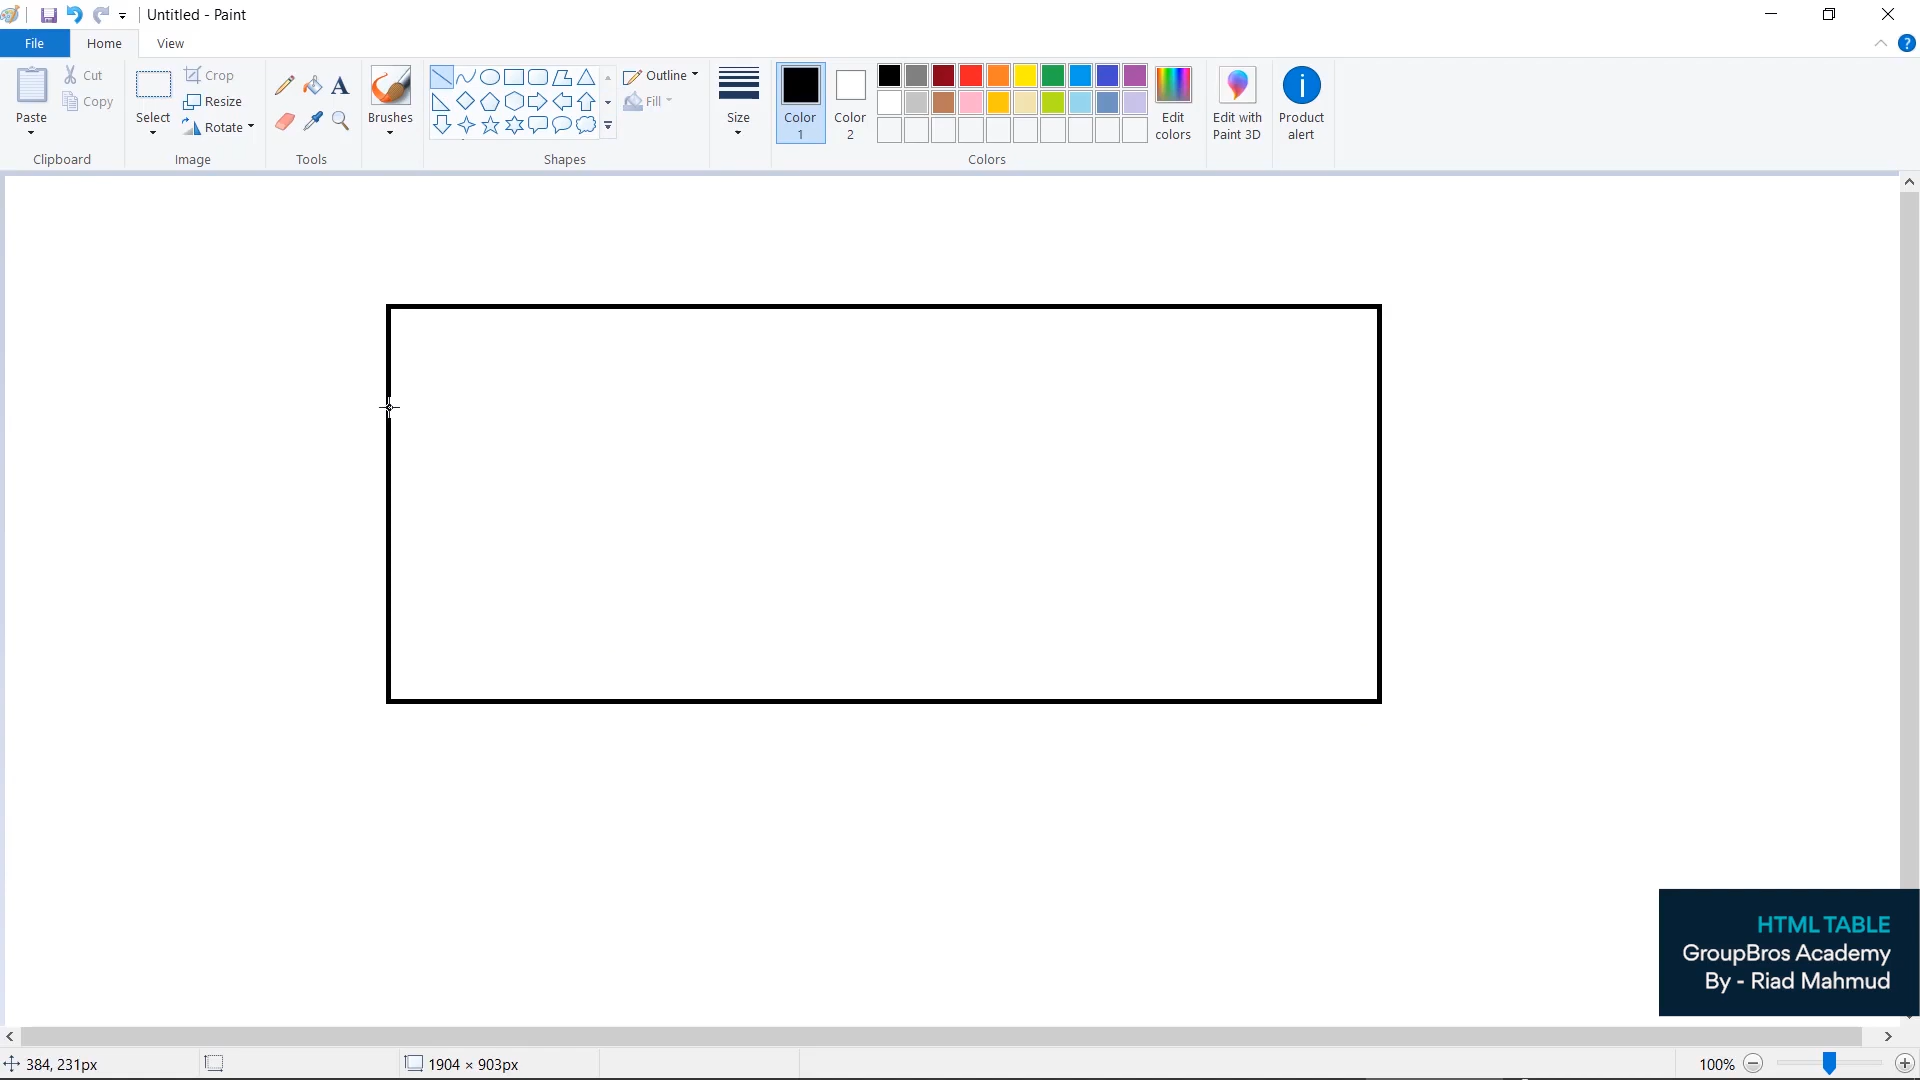 Untitled - Paint
File
Home
View
Paste
Cut
Copy
Clipboard
Select
Crop
Resize
Rotate
Image
A
Tools
Brushes
Shapes
Outline
Fill
Size
Color
1
Color
2
Colors
Edit
colors
Edit with
Paint 3D
Product
alert
HTML TABLE
GroupBros Academy
By - Riad Mahmud
384, 231px
1904 × 903px
100%